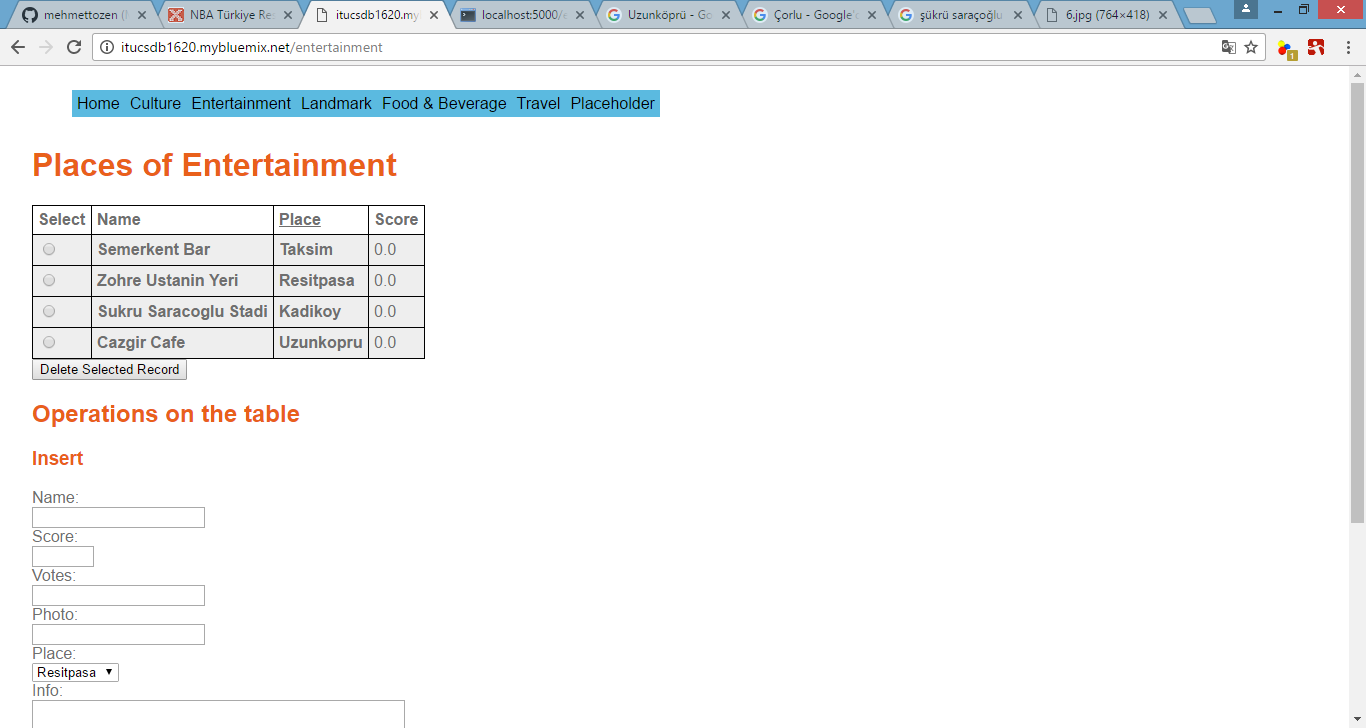 mehmettozen (
NBA Türkiye Res
itucsdb1620.my
localhost:5000/e
Uzunköprü - Go
Çorlu - Google'd
şükrü saraçoğlu
6.jpg (764×418)
itucsdb1620.mybluemix.net/entertainment
1
Home Culture Entertainment Landmark Food & Beverage Travel Placeholder
Places of Entertainment
Select Name Place Score
Semerkent Bar Taksim 0.0
Zohre Ustanin Yeri Resitpasa 0.0
Sukru Saracoglu Stadi Kadikoy 0.0
Cazgir Cafe Uzunkopru 0.0
Delete Selected Record
Operations on the table
Insert
Name:
Score:
Votes:
Photo:
Place:
Resitpasa
Info: